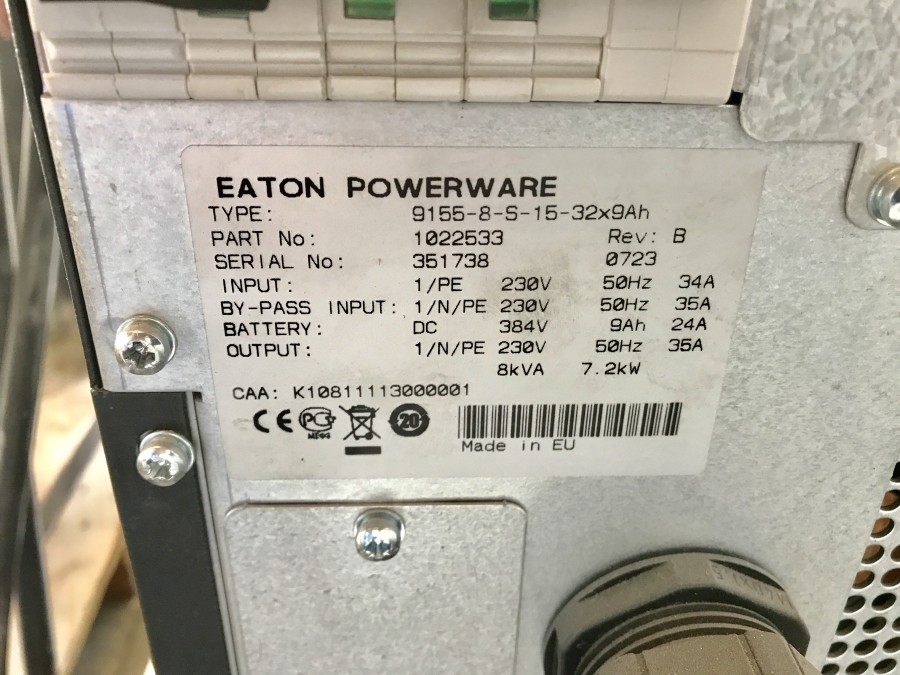 EATON POWERWARE
TYPE: 9155-8-S-15-32x9Ah
PART No: 1022533 Rev: B
SERIAL No: 351738 0723
INPUT: 1/PE 230V 50Hz 34A
BY-PASS INPUT: 1/N/PE 230V 50Hz 35A
BATTERY: DC 384V 9Ah 24A
OUTPUT: 1/N/PE 230V 50Hz 35A
8kVA 7.2kW
CAA: K10811113000001
CE 20
Made in EU